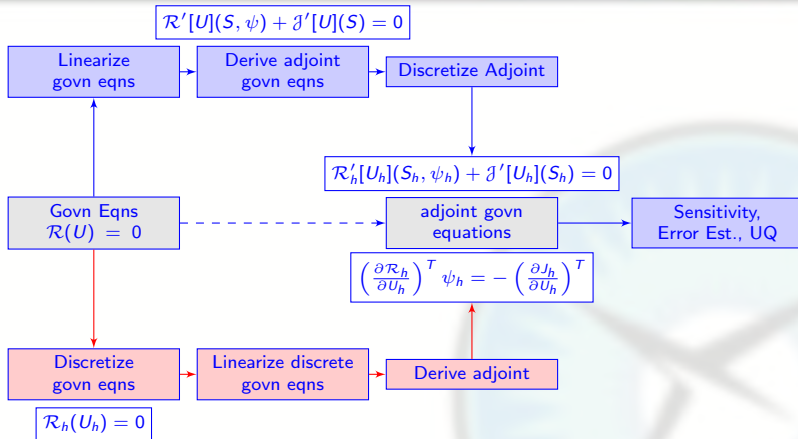 ℛ′[U](S, ψ) + 𝒥′[U](S) = 0
Linearize
govn eqns
Derive adjoint
govn eqns
Discretize Adjoint
ℛ′_h[U_h](S_h, ψ_h) + 𝒥′[U_h](S_h) = 0
Govn Eqns
ℛ(U) = 0
adjoint govn
equations
Sensitivity,
Error Est., UQ
(∂ℛ_h/∂U_h)^T ψ_h = − (∂J_h/∂U_h)^T
Discretize
govn eqns
Linearize discrete
govn eqns
Derive adjoint
ℛ_h(U_h) = 0